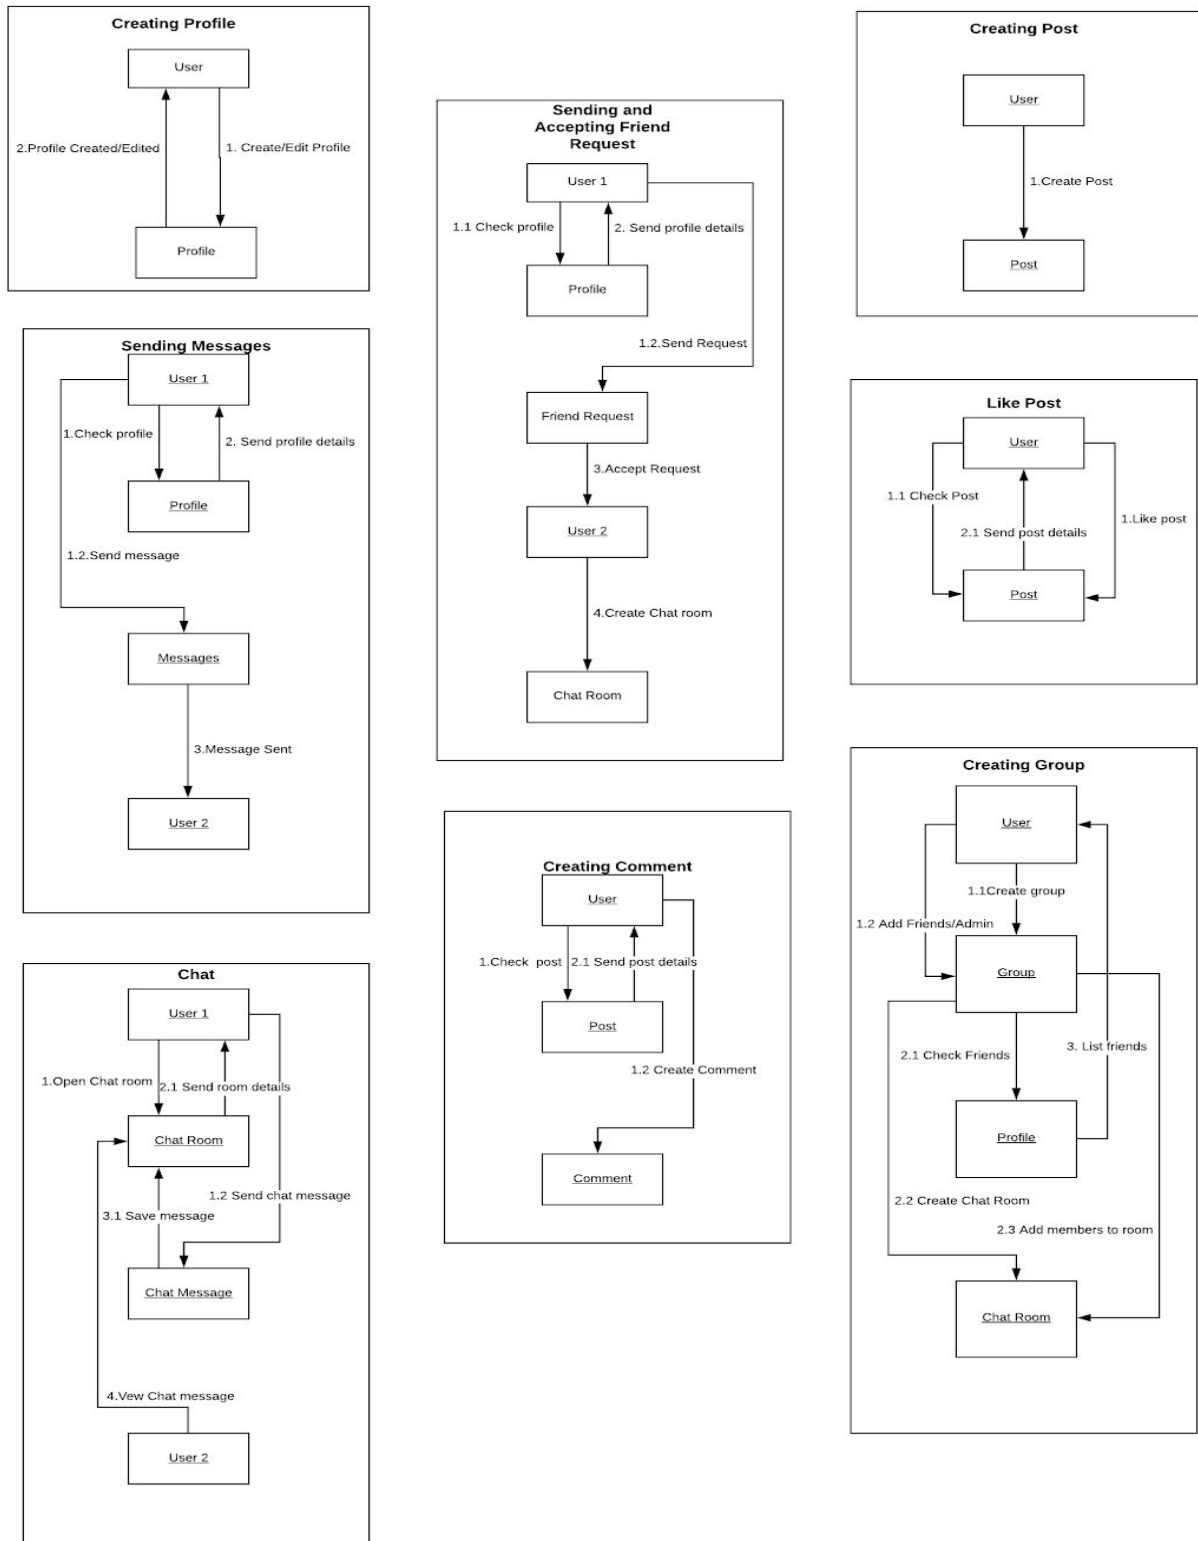 Creating Profile
User
2.Profile Created/Edited
1. Create/Edit Profile
Profile
Sending Messages
User 1
1.Check profile
2. Send profile details
Profile
1.2.Send message
Messages
3.Message Sent
User 2
Chat
User 1
1.Open Chat room
2.1 Send room details
Chat Room
1.2 Send chat message
3.1 Save message
Chat Message
4.Vew Chat message
User 2
Sending and
Accepting Friend
Request
User 1
1.1 Check profile
2. Send profile details
Profile
1.2.Send Request
Friend Request
3.Accept Request
User 2
4.Create Chat room
Chat Room
Creating Comment
User
1.Check post
2.1 Send post details
Post
1.2 Create Comment
Comment
Creating Post
User
1.Create Post
Post
Like Post
User
1.1 Check Post
1.Like post
2.1 Send post details
Post
Creating Group
User
1.1Create group
1.2 Add Friends/Admin
Group
2.1 Check Friends
3. List friends
Profile
2.2 Create Chat Room
2.3 Add members to room
Chat Room